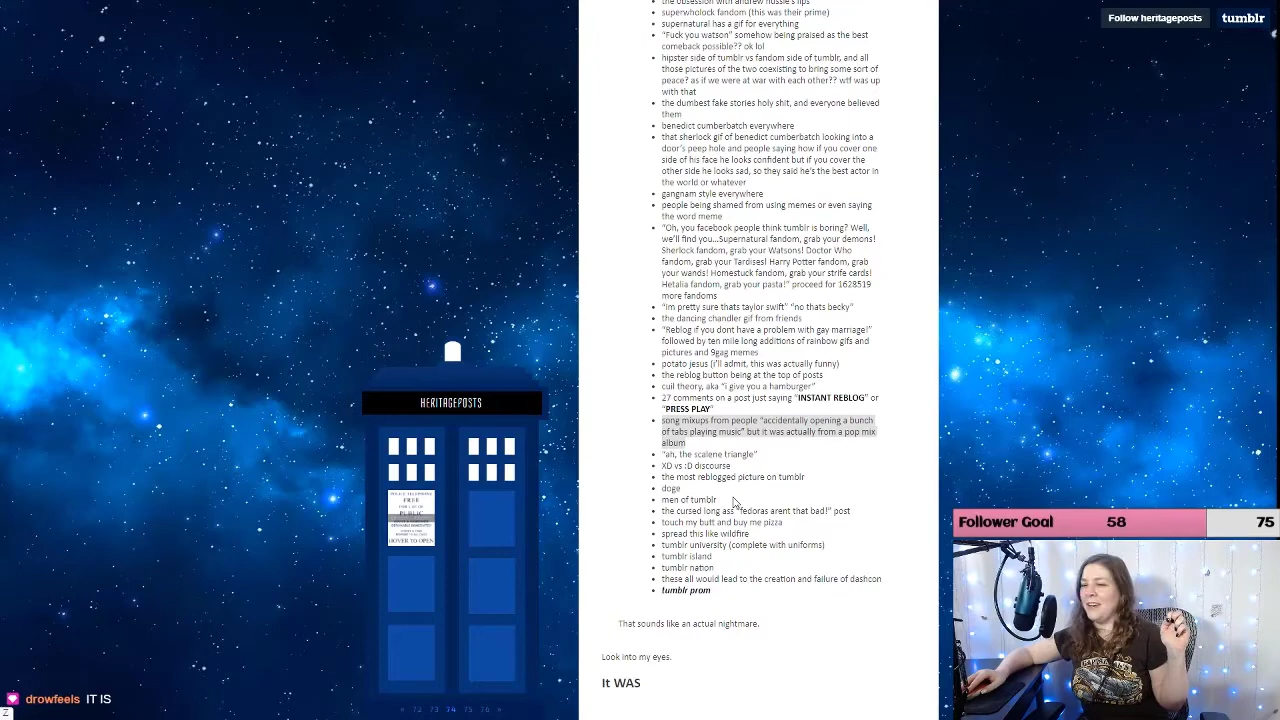 the obsession with andrew hussie's lips
superwholock fandom (this was their prime)
supernatural has a gif for everything
"Fuck you watson" somehow being praised as the best
comeback possible?? ok lol
hipster side of tumblr vs fandom side of tumblr, and all
those pictures of the two coexisting to bring some sort of
peace? as if we were at war with each other?? wtf was up
with that
the dumbest fake stories holy shit, and everyone believed
them
benedict cumberbatch everywhere
that sherlock gif of benedict cumberbatch looking into a
door's peep hole and people saying how if you cover one
side of his face he looks confident but if you cover the
other side he looks sad, so they said he's the best actor in
the world or whatever
gangnam style everywhere
people being shamed from using memes or even saying
the word meme
"Oh, you facebook people think tumblr is boring? Well,
we'll find you...Supernatural fandom, grab your demons!
Sherlock fandom, grab your Watsons! Doctor Who
fandom, grab your Tardises! Harry Potter fandom, grab
your wands! Homestuck fandom, grab your strife cards!
Hetalia fandom, grab your pasta!" proceed for 1628519
more fandoms
"im pretty sure thats taylor swift" "no thats becky"
the dancing chandler gif from friends
"Reblog if you dont have a problem with gay marriage!"
followed by ten mile long additions of rainbow gifs and
pictures and 9gag memes
potato jesus (i'll admit, this was actually funny)
the reblog button being at the top of posts
cuil theory, aka "i give you a hamburger"
27 comments on a post just saying "INSTANT REBLOG" or
"PRESS PLAY"
song mixups from people "accidentally opening a bunch
of tabs playing music" but it was actually from a pop mix
album
"ah, the scalene triangle"
XD vs :D discourse
the most reblogged picture on tumblr
doge
men of tumblr
the cursed long ass "fedoras arent that bad!" post
touch my butt and buy me pizza
spread this like wildfire
tumblr university (complete with uniforms)
tumblr island
tumblr nation
these all would lead to the creation and failure of dashcon
tumblr prom
That sounds like an actual nightmare.
Look into my eyes.
It WAS
Follow heritageposts
tumblr
HERITAGEPOSTS
FREE
PUBLIC
HOVER TO OPEN
« 72 73 74 75 76 »
drowfeels IT IS
Follower Goal 58 75